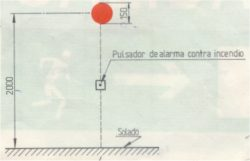 150
Pulsador de alarma contra incendio
2000
Solado